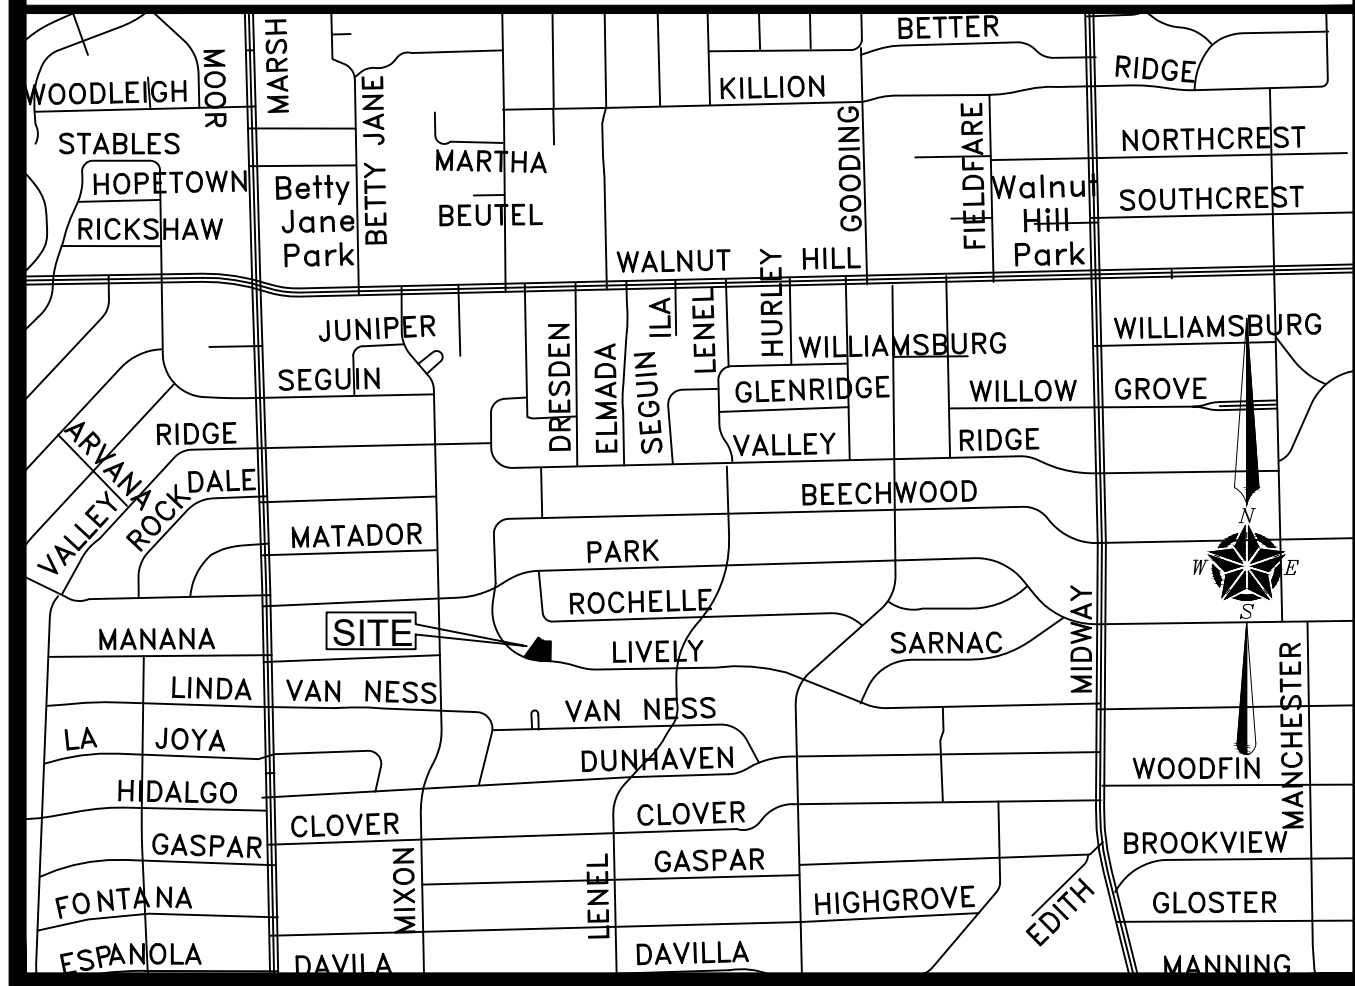 BETTER
MOOR
MARSH
RIDGE
WOODLEIGH
BETTY JANE
KILLION
STABLES
GOODING
FIELDFARE
NORTHCREST
MARTHA
HOPETOWN
Betty
Jane
Park
Walnut
Hill
Park
SOUTHCREST
RICKSHAW
BEUTEL
WALNUT HILL
HURLEY
JUNIPER
ILA
LENEL
WILLIAMSBURG
WILLIAMSBURG
DRESDEN
ELMADA
SEGUIN
SEGUIN
GLENRIDGE
WILLOW GROVE
RIDGE
ARVANA
VALLEY
RIDGE
DALE
ROCK
VALLEY
BEECHWOOD
MATADOR
N
W
E
S
PARK
ROCHELLE
MIDWAY
SITE
MANANA
LIVELY
SARNAC
MANCHESTER
LINDA
VAN NESS
VAN NESS
LA JOYA
DUNHAVEN
WOODFIN
HIDALGO
CLOVER
CLOVER
GASPAR
GASPAR
BROOKVIEW
MIXON
LENEL
FONTANA
HIGHGROVE
EDITH
GLOSTER
ESPANOLA
DAVILA
DAVILLA
MANNING